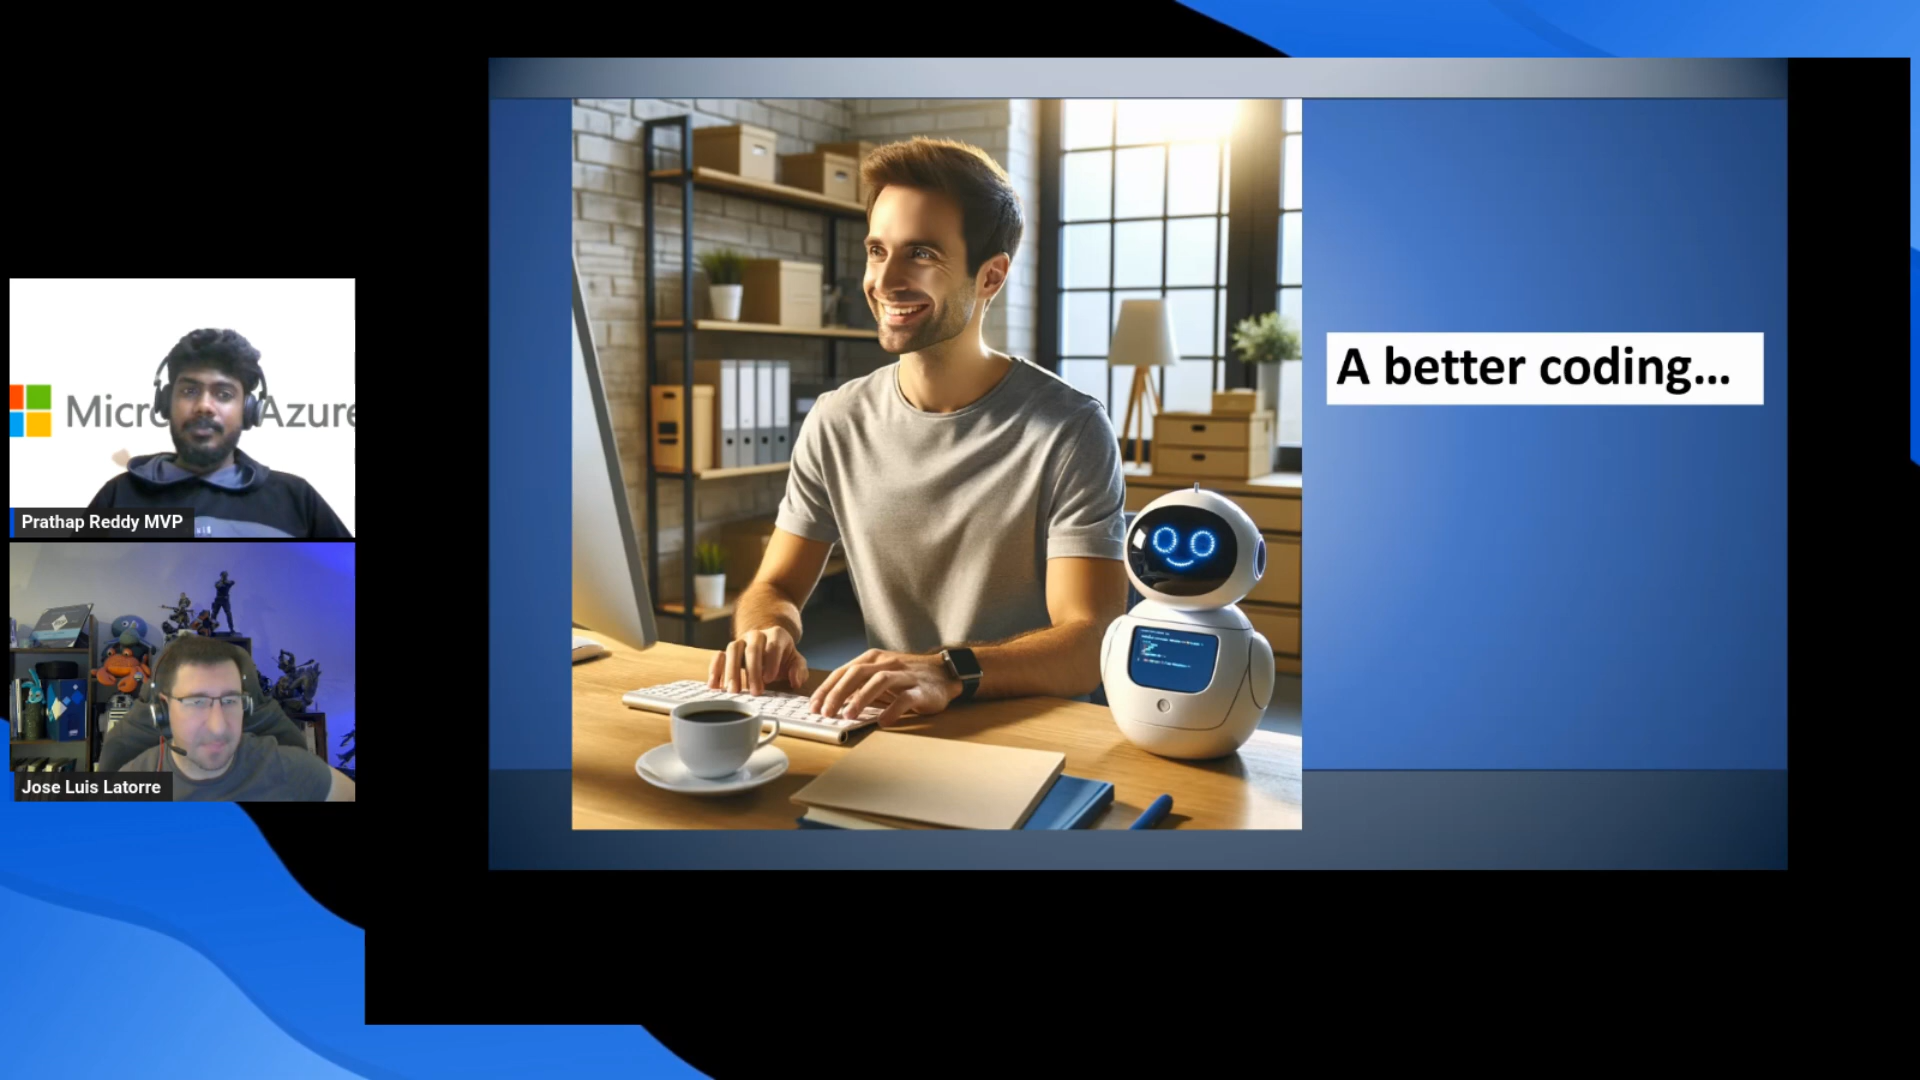 A better coding...
Micr Azure
Prathap Reddy MVP
Jose Luis Latorre